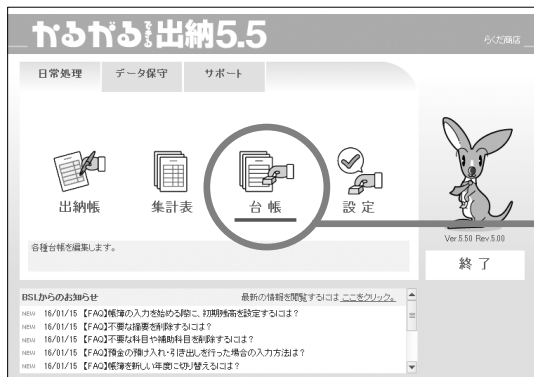 かるがるできる出納5.5
らくだ商店
日常処理 データ保守 サポート
出納帳 集計表 台帳 設定
各種台帳を編集します。
Ver.5.50 Rev.5.00
終了
BSLからのお知らせ 最新の情報を閲覧するには ここをクリック。
NEW 16/01/15 【FAQ】帳簿の入力を始める際に、初期残高を設定するには？
NEW 16/01/15 【FAQ】不要な摘要を削除するには？
NEW 16/01/15 【FAQ】不要な科目や補助科目を削除するには？
NEW 16/01/15 【FAQ】預金の預け入れ・引き出しを行った場合の入力方法は？
NEW 16/01/15 【FAQ】帳簿を新しい年度に切り替えるには？